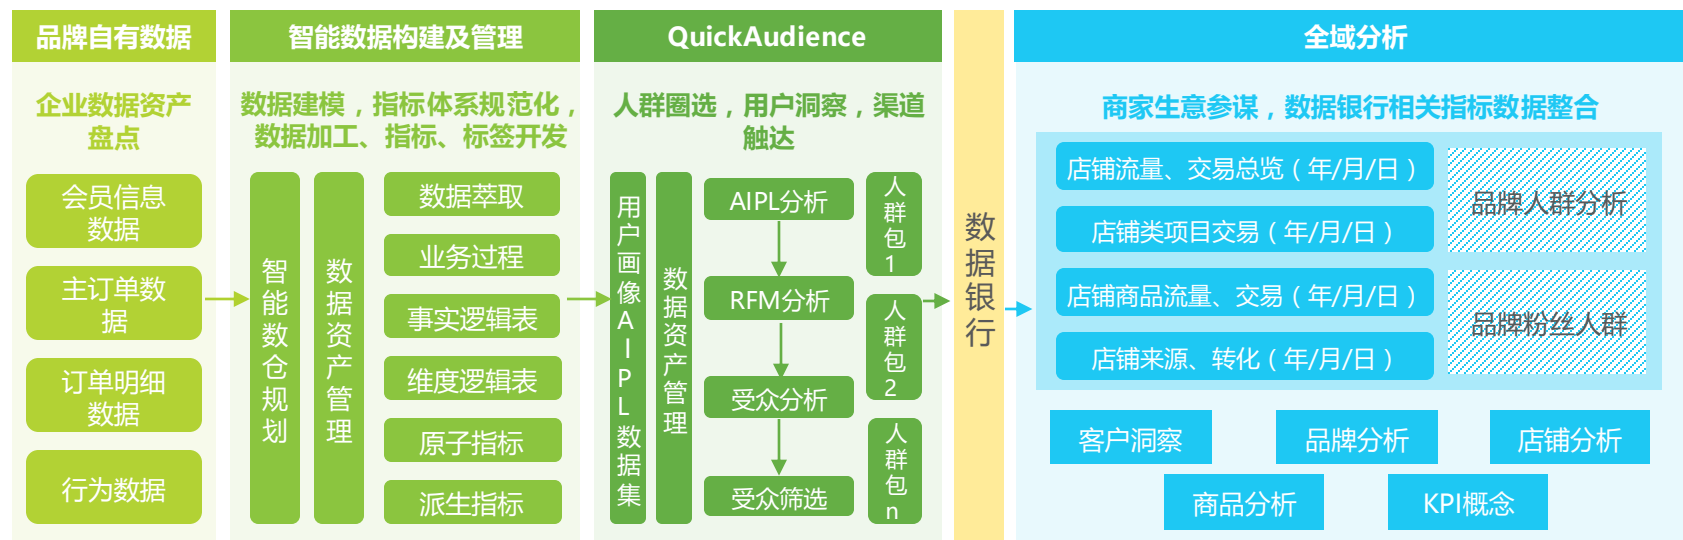 品牌自有数据
企业数据资产
盘点
会员信息
数据
主订单数
据
订单明细
数据
行为数据
智能数据构建及管理
数据建模，指标体系规范化，
数据加工、指标、标签开发
智能数仓规划
数据资产管理
数据萃取
业务过程
事实逻辑表
维度逻辑表
原子指标
派生指标
QuickAudience
人群圈选，用户洞察，渠道
触达
用户画像AIPL数据集
数据资产管理
AIPL分析
RFM分析
受众分析
受众筛选
人群包1
人群包2
人群包n
数据银行
全域分析
商家生意参谋，数据银行相关指标数据整合
店铺流量、交易总览（年/月/日）
店铺类项目交易（年/月/日）
店铺商品流量、交易（年/月/日）
店铺来源、转化（年/月/日）
品牌人群分析
品牌粉丝人群
客户洞察
品牌分析
店铺分析
商品分析
KPI概念